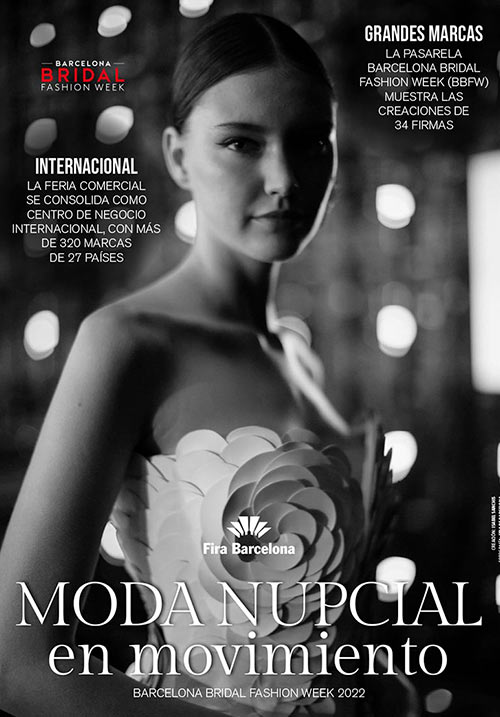 BARCELONA
BRIDAL
FASHION WEEK
GRANDES MARCAS
LA PASARELA
BARCELONA BRIDAL
FASHION WEEK (BBFW)
MUESTRA LAS
CREACIONES DE
34 FIRMAS
INTERNACIONAL
LA FERIA COMERCIAL
SE CONSOLIDA COMO
CENTRO DE NEGOCIO
INTERNACIONAL, CON MÁS
DE 320 MARCAS
DE 27 PAÍSES
Fira Barcelona
MODA NUPCIAL
en movimiento
BARCELONA BRIDAL FASHION WEEK 2022